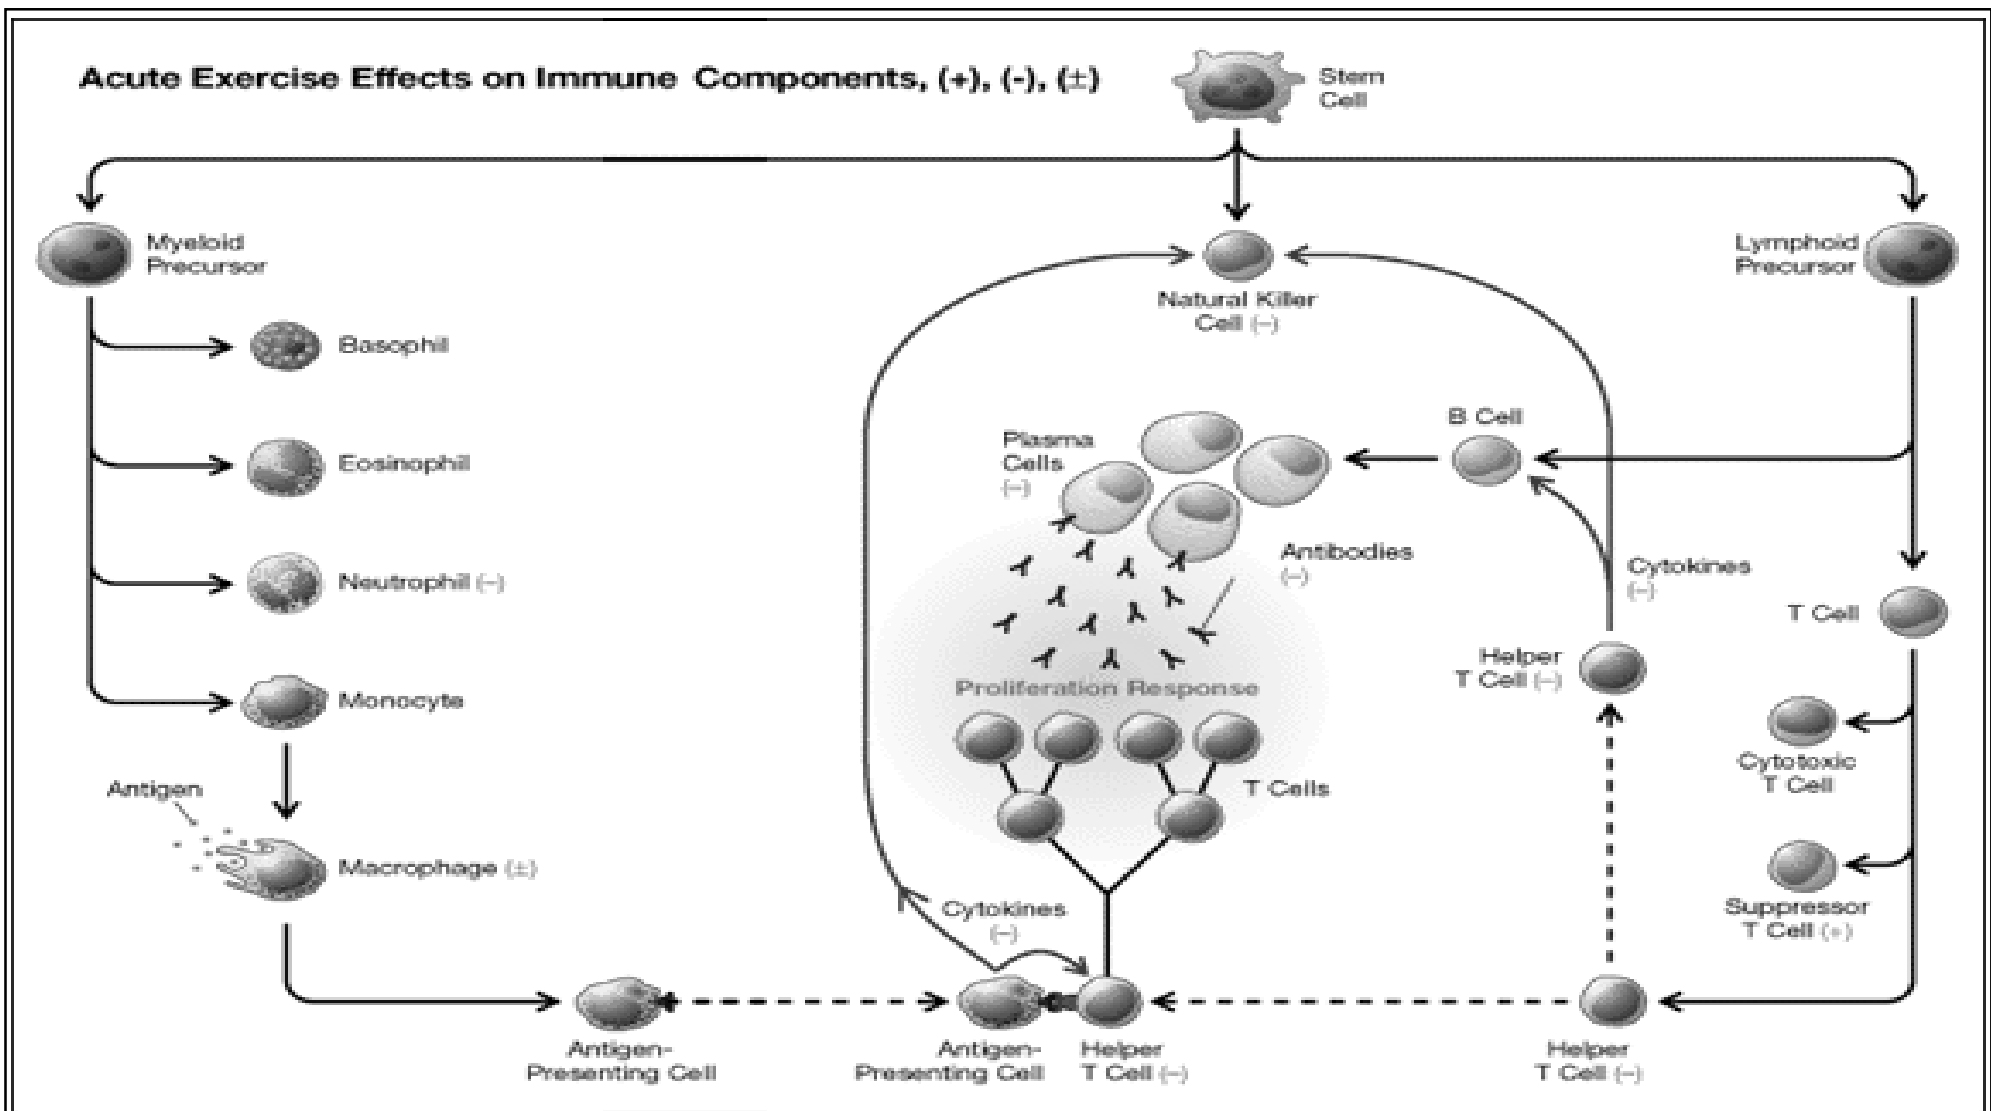 Acute Exercise Effects on Immune Components, (+), (-), (±)
Stem
Cell
Myeloid
Precursor
Lymphoid
Precursor
Natural Killer
Cell (−)
Basophil
B Cell
Plasma
Cells
(−)
Eosinophil
Antibodies
(−)
Cytokines
(−)
Neutrophil (−)
T Cell
Helper
T Cell (−)
Proliferation Response
Monocyte
Cytotoxic
T Cell
Antigen
T Cells
Macrophage (±)
Cytokines
(−)
Suppressor
T Cell (+)
Antigen-
Presenting Cell
Antigen-
Presenting Cell
Helper
T Cell (−)
Helper
T Cell (−)